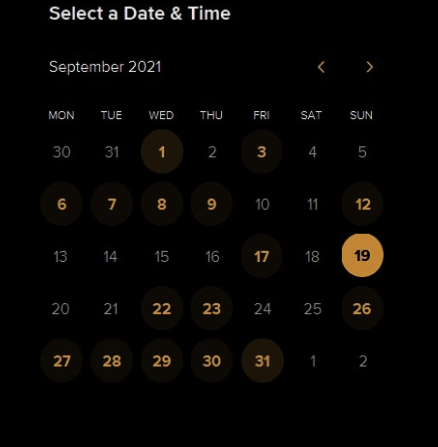 Select a Date & Time
September 2021
MON TUE WED THU FRI SAT SUN
30 31 1 2 3 4 5
6 7 8 9 10 11 12
13 14 15 16 17 18 19
20 21 22 23 24 25 26
27 28 29 30 31 1 2